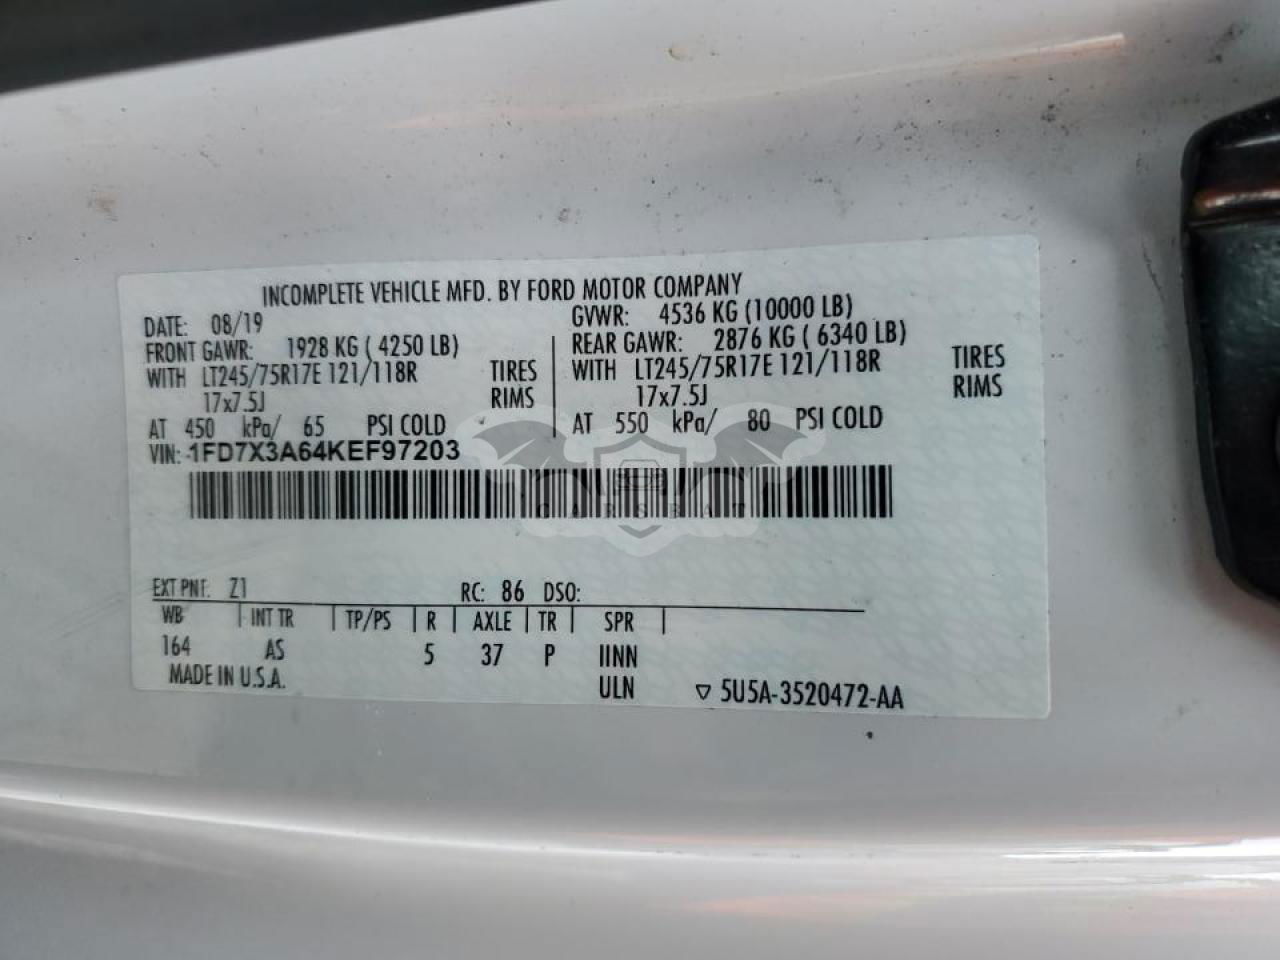 INCOMPLETE VEHICLE MFD. BY FORD MOTOR COMPANY
DATE: 08/19 GVWR: 4536 KG (10000 LB)
FRONT GAWR: 1928 KG ( 4250 LB) REAR GAWR: 2876 KG ( 6340 LB)
WITH LT245/75R17E 121/118R TIRES WITH LT245/75R17E 121/118R TIRES
17x7.5J RIMS 17x7.5J RIMS
AT 450 kPa/ 65 PSI COLD AT 550 kPa/ 80 PSI COLD
VIN: 1FD7X3A64KEF97203
CARSBAT
EXT PNT: Z1 RC: 86 DSO:
WB INT TR TP/PS R AXLE TR SPR
164 AS 5 37 P IINN
MADE IN U.S.A. ULN ▽ 5U5A-3520472-AA